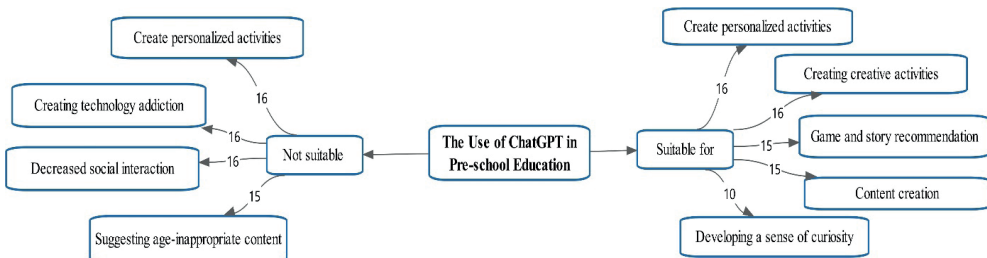 Create personalized activities
Create personalized activities
16
16
Creating creative activities
Creating technology addiction
16
16
Not suitable
The Use of ChatGPT in
Pre-school Education
Suitable for
15
Game and story recommendation
Decreased social interaction
16
15
Content creation
15
10
Suggesting age-inappropriate content
Developing a sense of curiosity